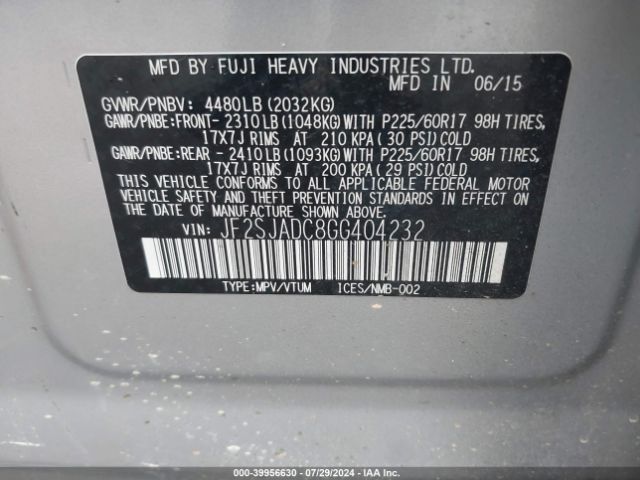 MFD BY FUJI HEAVY INDUSTRIES LTD.
MFD IN 06/15
GVWR/PNBV: 4480LB (2032KG)
GAWR/PNBE:FRONT- 2310LB (1048KG) WITH P225/60R17 98H TIRES,
17X7J RIMS AT 210 KPA (30 PSI) COLD
GAWR/PNBE:REAR - 2410LB (1093KG) WITH P225/60R17 98H TIRES,
17X7J RIMS AT 200 KPA (29 PSI) COLD
THIS VEHICLE CONFORMS TO ALL APPLICABLE FEDERAL MOTOR
VEHICLE SAFETY BUMPER AND THEFT PREVENTION STANDARDS IN EFFECT
ON THE DATE OF MANUFACTURE SHOWN ABOVE.
VIN: JF2SJADC8GG404232
TYPE:MPV/VTUM ICES/NMB-002
000-39956630 / 07/29/2024 / IAA Inc.